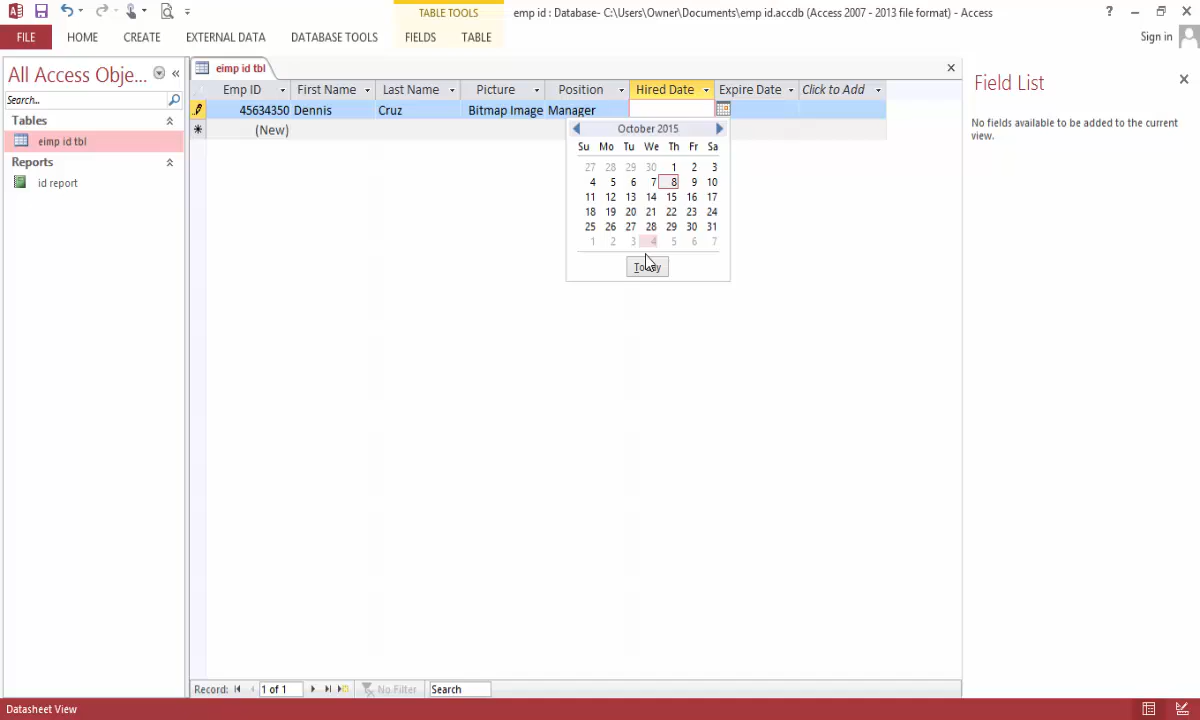 TABLE TOOLS
emp id : Database- C:\Users\Owner\Documents\emp id.accdb (Access 2007 - 2013 file format) - Access
?
FILE HOME CREATE EXTERNAL DATA DATABASE TOOLS FIELDS TABLE
Sign in
All Access Obje...
Search...
Tables
eimp id tbl
Reports
id report
eimp id tbl
Emp ID First Name Last Name Picture Position Hired Date Expire Date Click to Add
45634350 Dennis Cruz Bitmap Image Manager
(New)
October 2015
Su Mo Tu We Th Fr Sa
27 28 29 30 1 2 3
4 5 6 7 8 9 10
11 12 13 14 15 16 17
18 19 20 21 22 23 24
25 26 27 28 29 30 31
1 2 3 4 5 6 7
Today
Field List
No fields available to be added to the current
view.
Record: 1 of 1 No Filter Search
Datasheet View